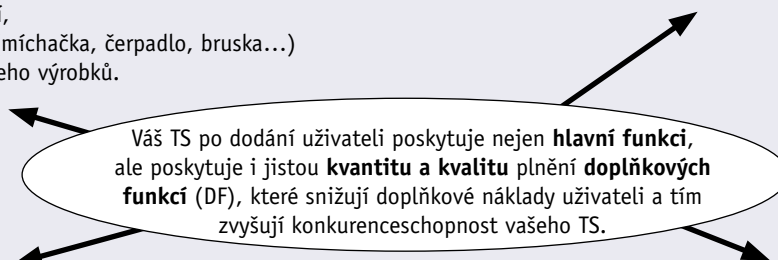 í,
míchačka, čerpadlo, bruska…)
eho výrobků.
Váš TS po dodání uživateli poskytuje nejen hlavní funkci,
ale poskytuje i jistou kvantitu a kvalitu plnění doplňkových
funkcí (DF), které snižují doplňkové náklady uživateli a tím
zvyšují konkurenceschopnost vašeho TS.